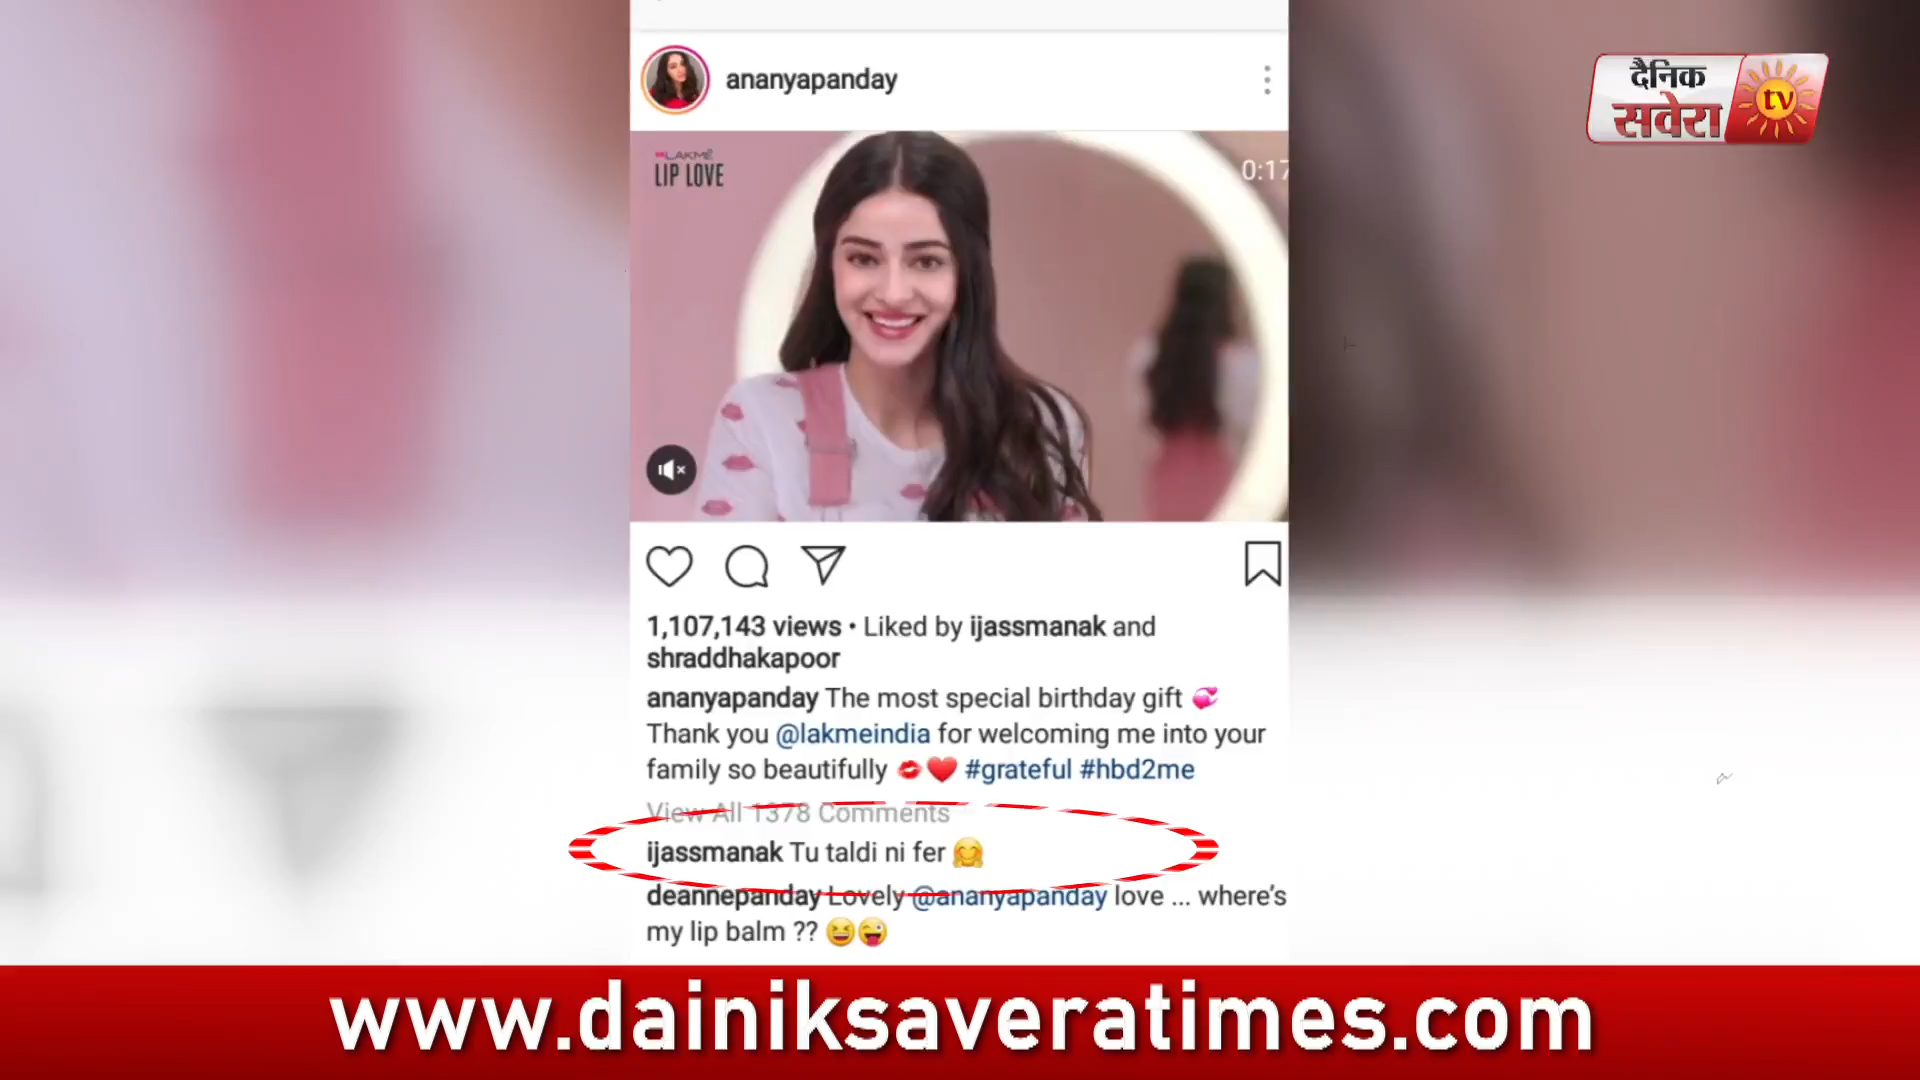 ananyapanday
दैनिक
सवेरा
tv
LAKMÉ
LIP LOVE
0:17
1,107,143 views • Liked by ijassmanak and
shraddhakapoor
ananyapanday The most special birthday gift 💞
Thank you @lakmeindia for welcoming me into your
family so beautifully 💋❤️ #grateful #hbd2me
View All 1378 Comments
ijassmanak Tu taldi ni fer 🤗
deannepanday Lovely @ananyapanday love ... where's
my lip balm ?? 😆😜
www.dainiksaveratimes.com